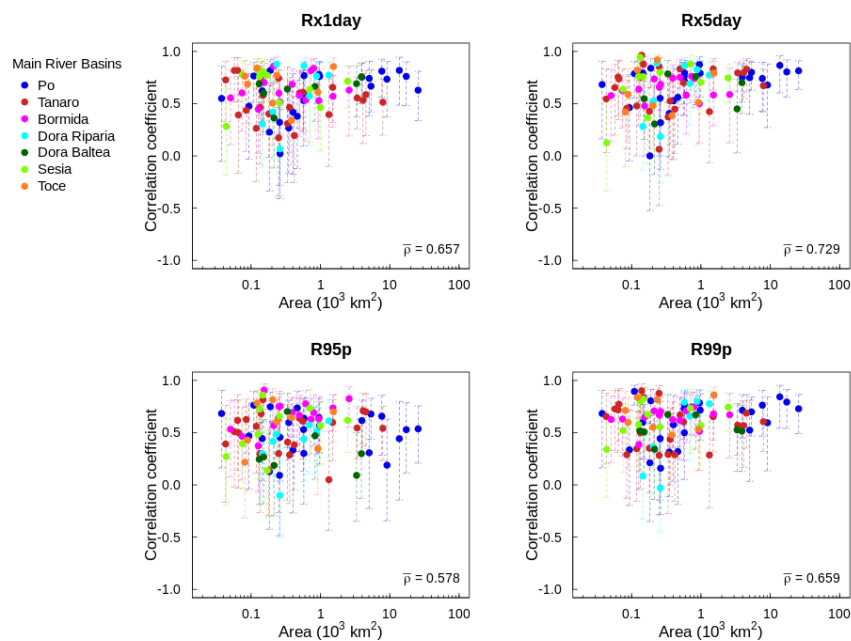 Main River Basins
Po
Tanaro
Bormida
Dora Riparia
Dora Baltea
Sesia
Toce
Rx1day
Correlation coefficient
1.0
0.5
0.0
-0.5
-1.0
ρ̅ = 0.657
0.1 1 10 100
Area (10³ km²)
Rx5day
Correlation coefficient
1.0
0.5
0.0
-0.5
-1.0
ρ̅ = 0.729
0.1 1 10 100
Area (10³ km²)
R95p
Correlation coefficient
1.0
0.5
0.0
-0.5
-1.0
ρ̅ = 0.578
0.1 1 10 100
Area (10³ km²)
R99p
Correlation coefficient
1.0
0.5
0.0
-0.5
-1.0
ρ̅ = 0.659
0.1 1 10 100
Area (10³ km²)